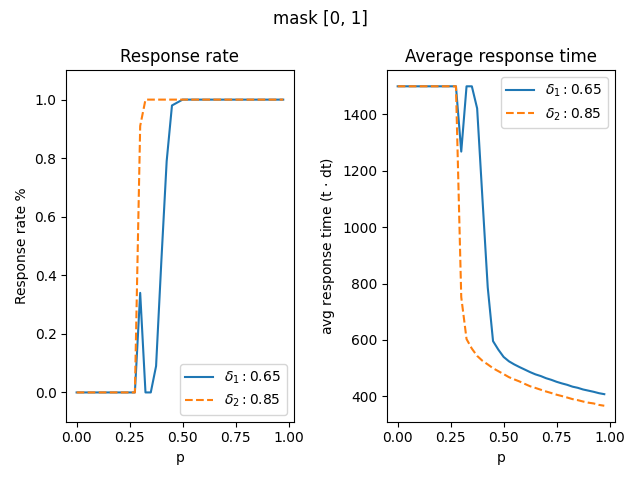 mask [0, 1]
Response rate
Response rate %
1.0
0.8
0.6
0.4
0.2
0.0
0.00 0.25 0.50 0.75 1.00
p
δ₁ : 0.65
δ₂ : 0.85
Average response time
avg response time (t · dt)
1400
1200
1000
800
600
400
0.00 0.25 0.50 0.75 1.00
p
δ₁ : 0.65
δ₂ : 0.85